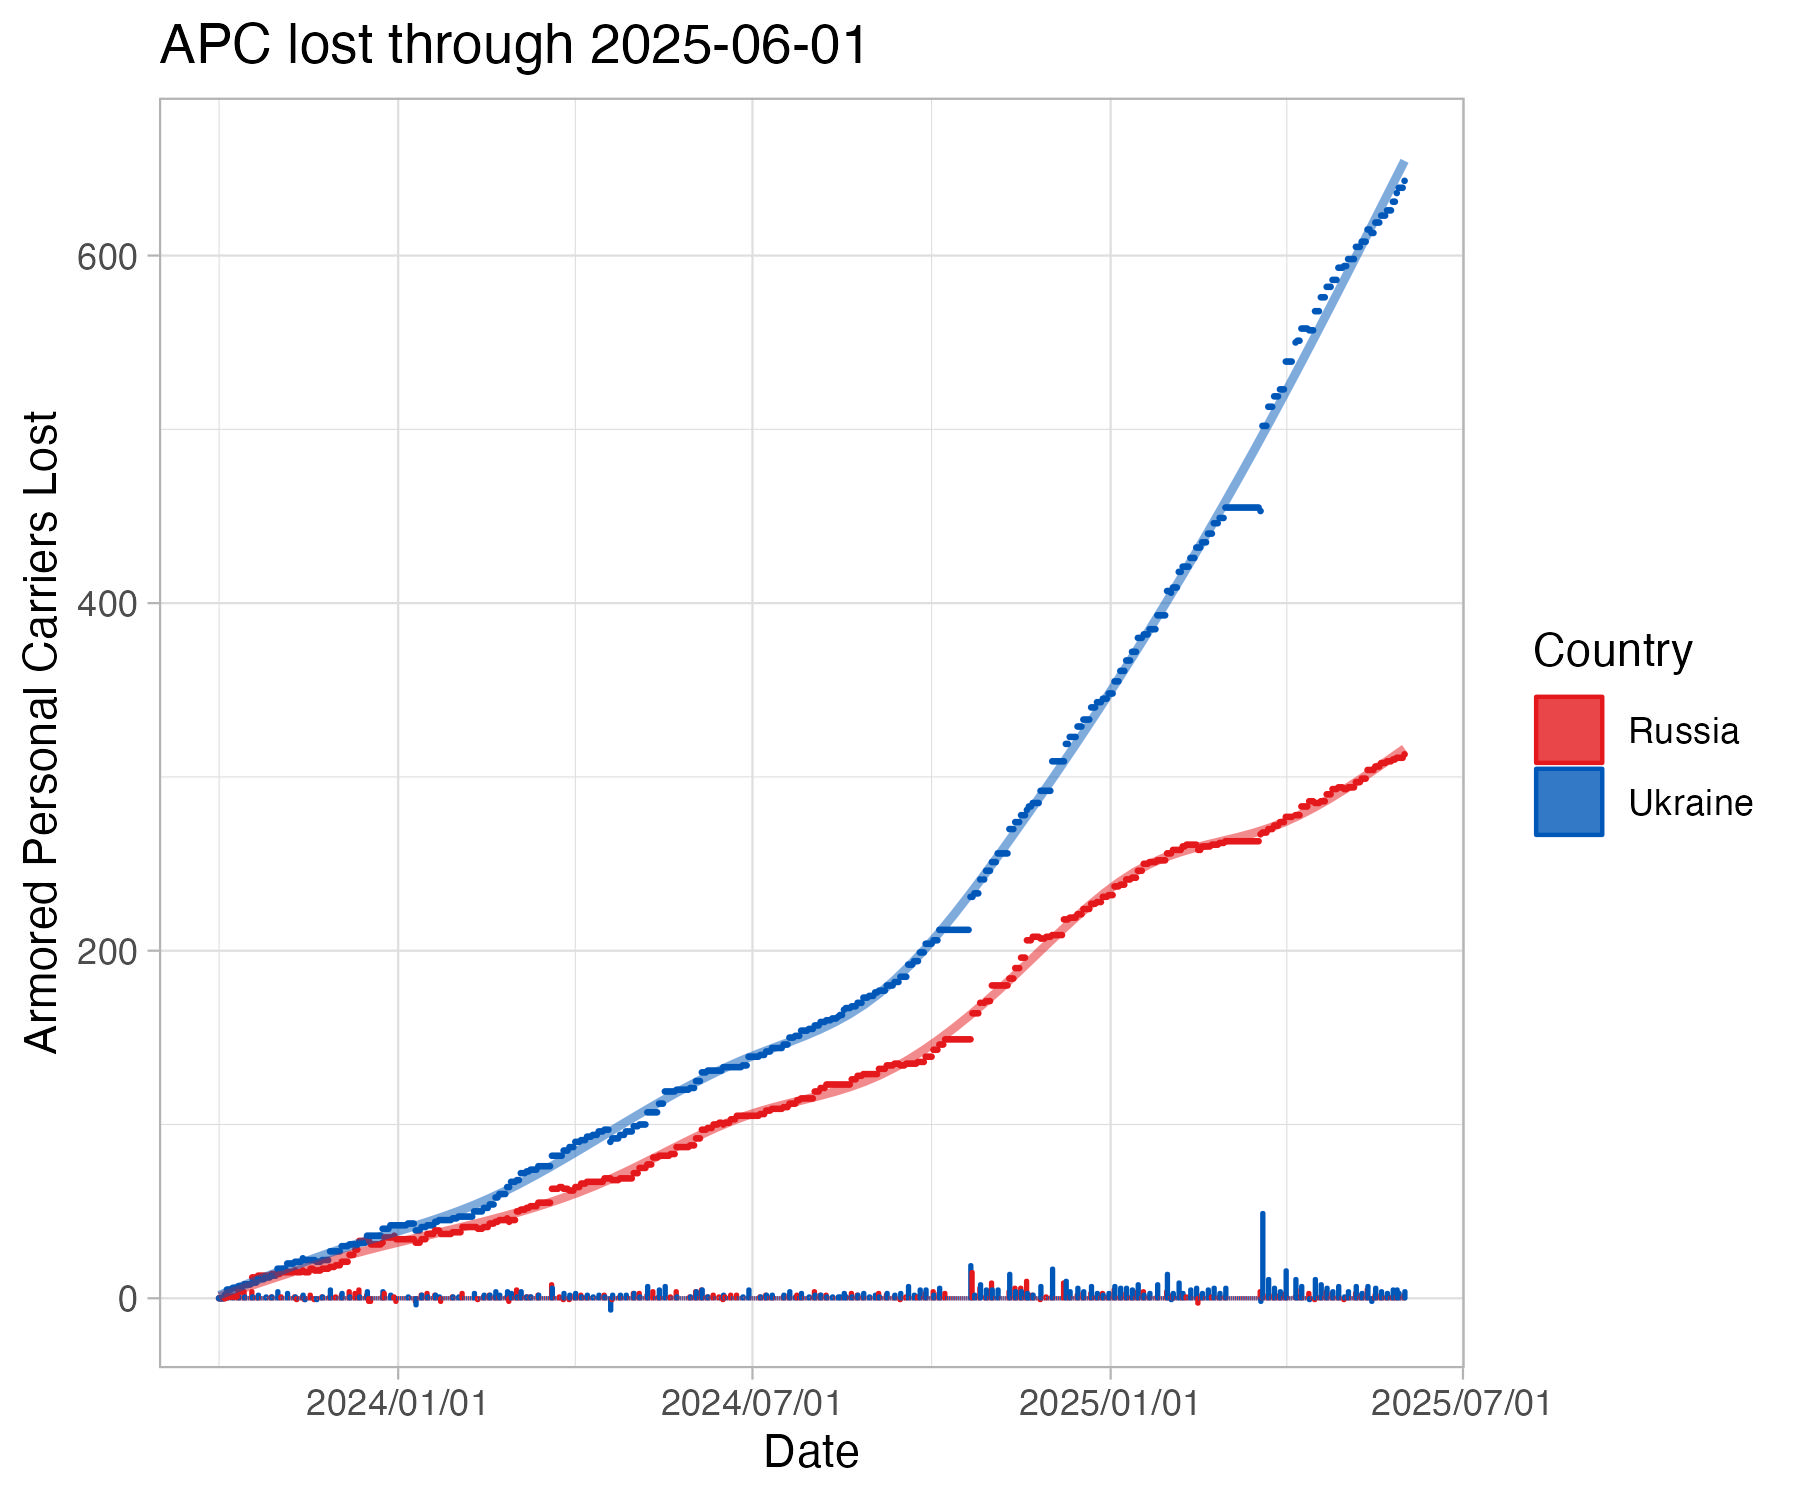 APC lost through 2025-06-01
Armored Personal Carriers Lost
600
400
200
0
2024/01/01
2024/07/01
2025/01/01
2025/07/01
Date
Country
Russia
Ukraine